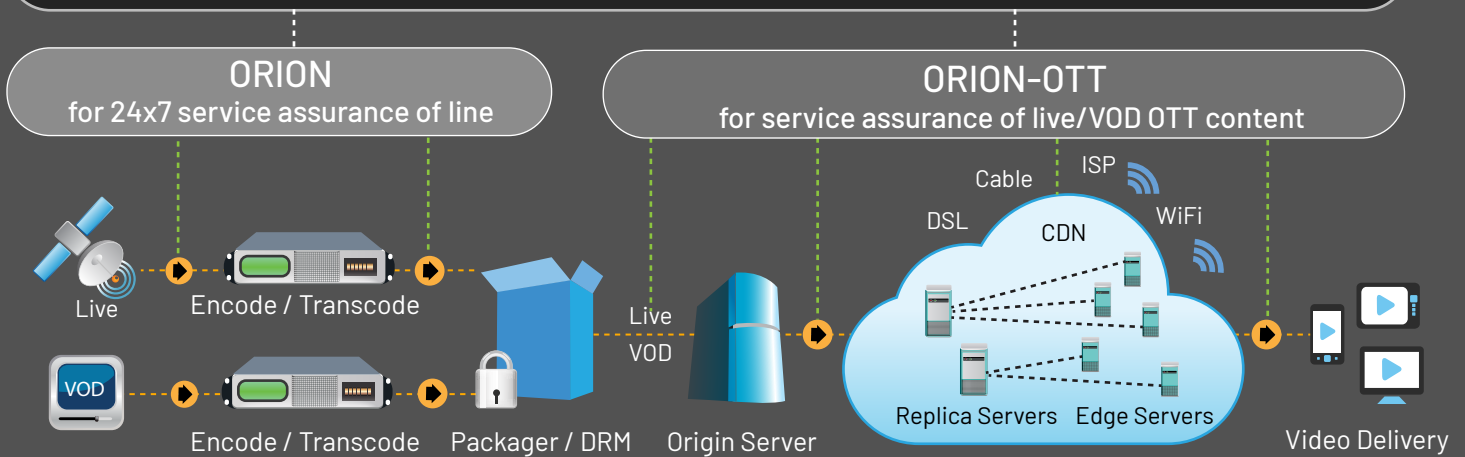 ORION
for 24x7 service assurance of line
ORION-OTT
for service assurance of live/VOD OTT content
Cable
ISP
DSL
WiFi
CDN
Live
Encode / Transcode
Live
VOD
VOD
Encode / Transcode
Packager / DRM
Origin Server
Replica Servers
Edge Servers
Video Delivery